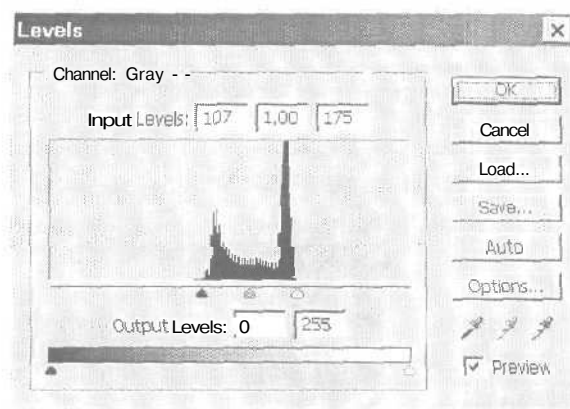 Levels
Channel: Gray - -
Input Levels: 107 1,00 175
Output Levels: 0 255
OK
Cancel
Load...
Save...
Auto
Options...
Preview